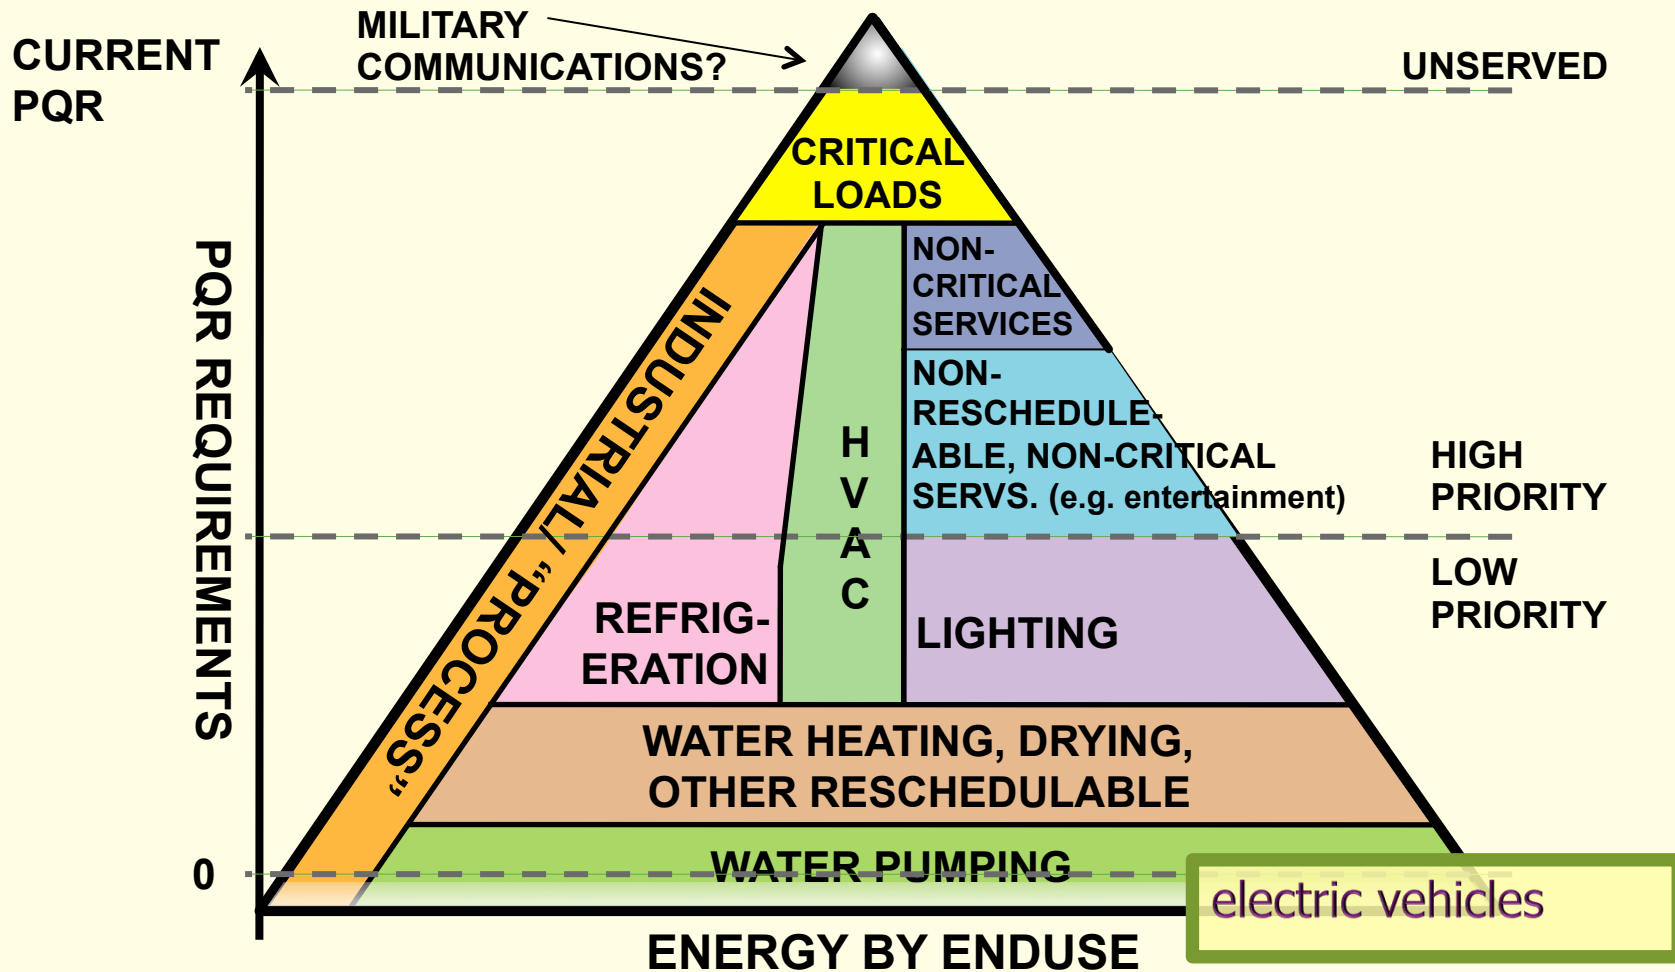 MILITARY
COMMUNICATIONS?
CURRENT
PQR
UNSERVED
CRITICAL
LOADS
PQR REQUIREMENTS
INDUSTRIAL/ “PROCESS”
NON-
CRITICAL
SERVICES
NON-
RESCHEDULE-
ABLE, NON-CRITICAL
SERVS. (e.g. entertainment)
H
V
A
C
HIGH
PRIORITY
LOW
PRIORITY
REFRIG-
ERATION
LIGHTING
WATER HEATING, DRYING,
OTHER RESCHEDULABLE
0
WATER PUMPING
electric vehicles
ENERGY BY ENDUSE